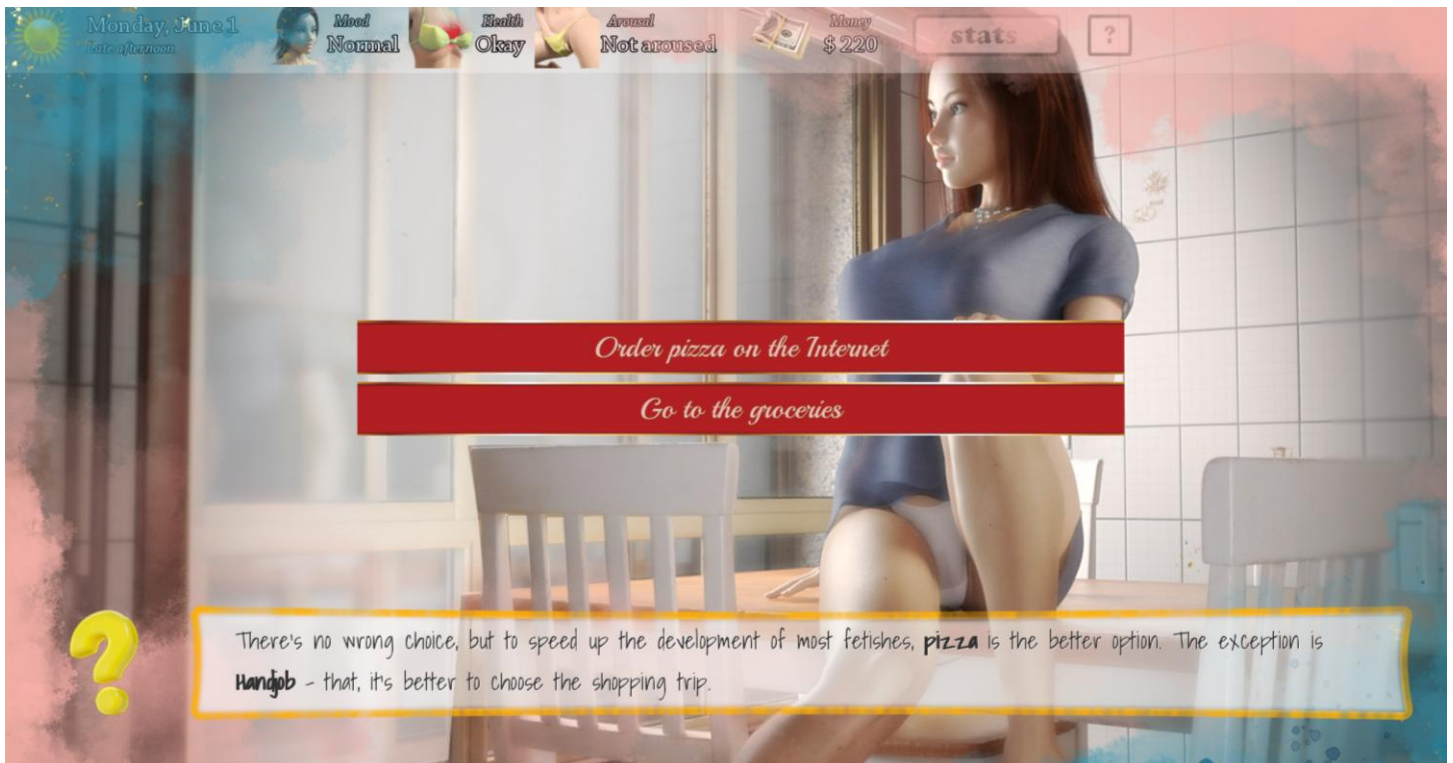 Monday, June 1
Late afternoon
Mood
Normal
Health
Okay
Arousal
Not aroused
Money
$ 220
stats
?
Order pizza on the Internet
Go to the groceries
There's no wrong choice, but to speed up the development of most fetishes, pizza is the better option. The exception is
Handjob - that, it's better to choose the shopping trip.